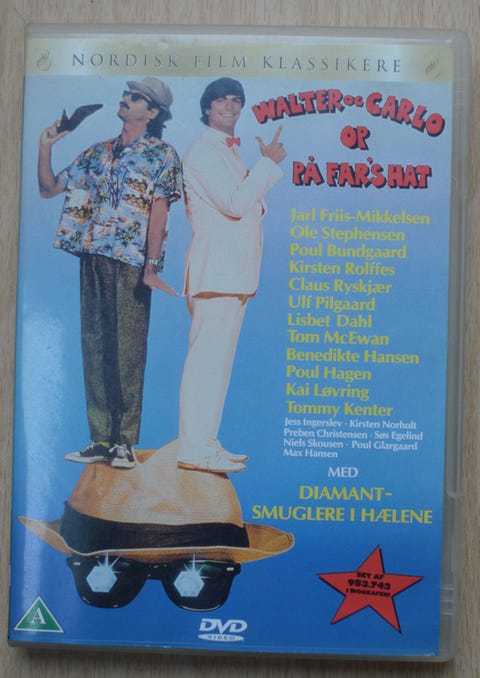 NORDISK FILM KLASSIKERE
WALTER OG CARLO
OP
PÅ FAR'S HAT
Jarl Friis-Mikkelsen
Ole Stephensen
Poul Bundgaard
Kirsten Rolffes
Claus Ryskjær
Ulf Pilgaard
Lisbet Dahl
Tom McEwan
Benedikte Hansen
Poul Hagen
Kai Løvring
Tommy Kenter
Jess Ingerslev · Kirsten Norholt
Preben Christensen · Søs Egelind
Niels Skousen · Poul Glargaard
Max Hansen
MED
DIAMANT-
SMUGLERE I HÆLENE
SET AF
953.743
I BIOGRAFEN!
A
DVD
VIDEO